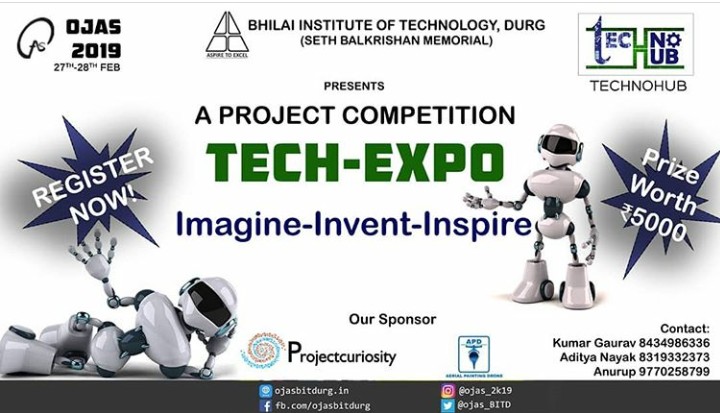 OJAS
2019
27TH-28TH FEB
ASPIRE TO EXCEL
BHILAI INSTITUTE OF TECHNOLOGY, DURG
(SETH BALKRISHAN MEMORIAL)
TECHNO
HUB
TECHNOHUB
PRESENTS
A PROJECT COMPETITION
TECH-EXPO
Imagine-Invent-Inspire
REGISTER
NOW!
Prize
Worth
₹5000
Our Sponsor
Projectcuriosity
APD
AERIAL PAINTING DRONE
Contact:
Kumar Gaurav 8434986336
Aditya Nayak 8319332373
Anurup 9770258799
ojasbitdurg.in
@ojas_2k19
fb.com/ojasbitdurg
@ojas_BITD